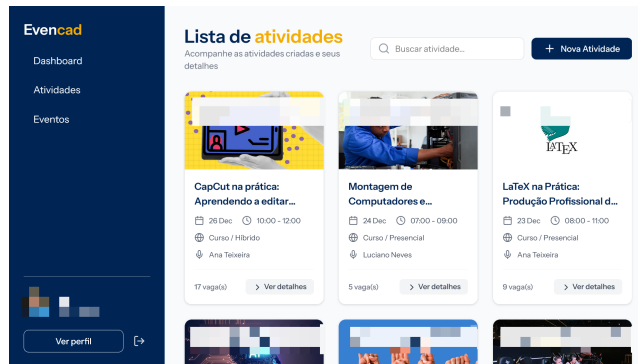 Evencad
Dashboard
Atividades
Eventos
Ver perfil
Lista de atividades
Acompanhe as atividades criadas e seus
detalhes
Buscar atividade...
+ Nova Atividade
CapCut na prática:
Aprendendo a editar...
26 Dec 10:00 - 12:00
Curso / Híbrido
Ana Teixeira
17 vaga(s) > Ver detalhes
Montagem de
Computadores e...
24 Dec 07:00 - 09:00
Curso / Presencial
Luciano Neves
5 vaga(s) > Ver detalhes
LATEX
LaTeX na Prática:
Produção Profissional d...
23 Dec 08:00 - 11:00
Curso / Presencial
Ana Teixeira
9 vaga(s) > Ver detalhes